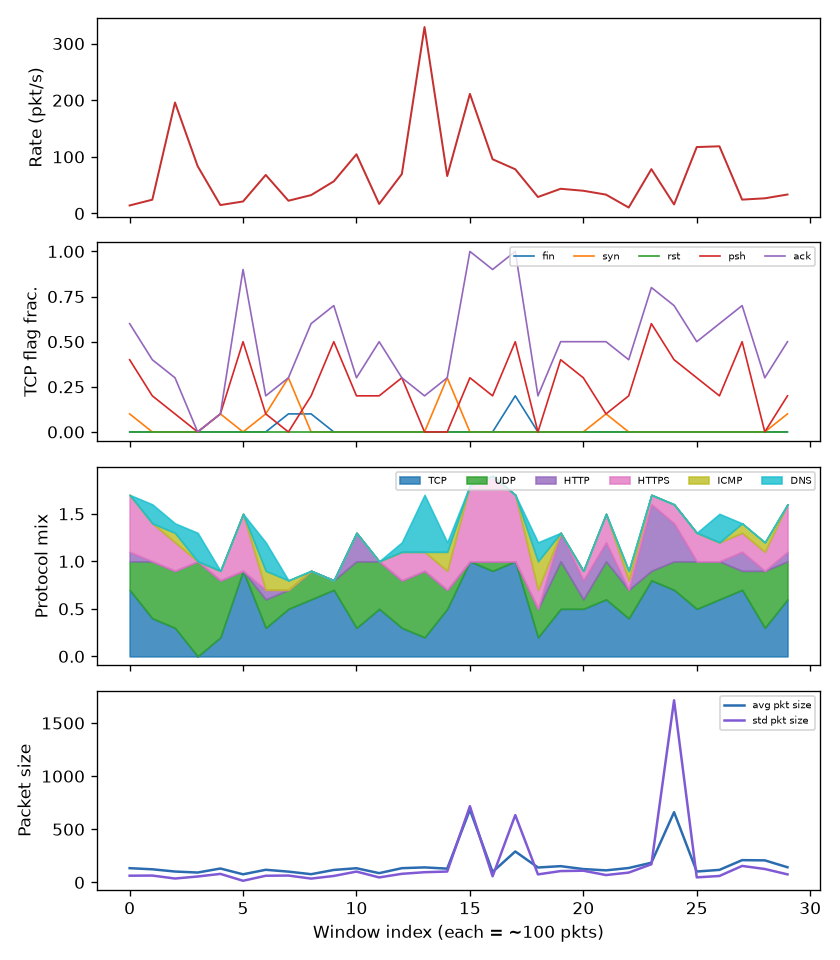 300
200
100
0
Rate (pkt/s)
1.00
0.75
0.50
0.25
0.00
TCP flag frac.
fin syn rst psh ack
1.5
1.0
0.5
0.0
Protocol mix
TCP UDP HTTP HTTPS ICMP DNS
1500
1000
500
0
Packet size
avg pkt size
std pkt size
0 5 10 15 20 25 30
Window index (each = ~100 pkts)